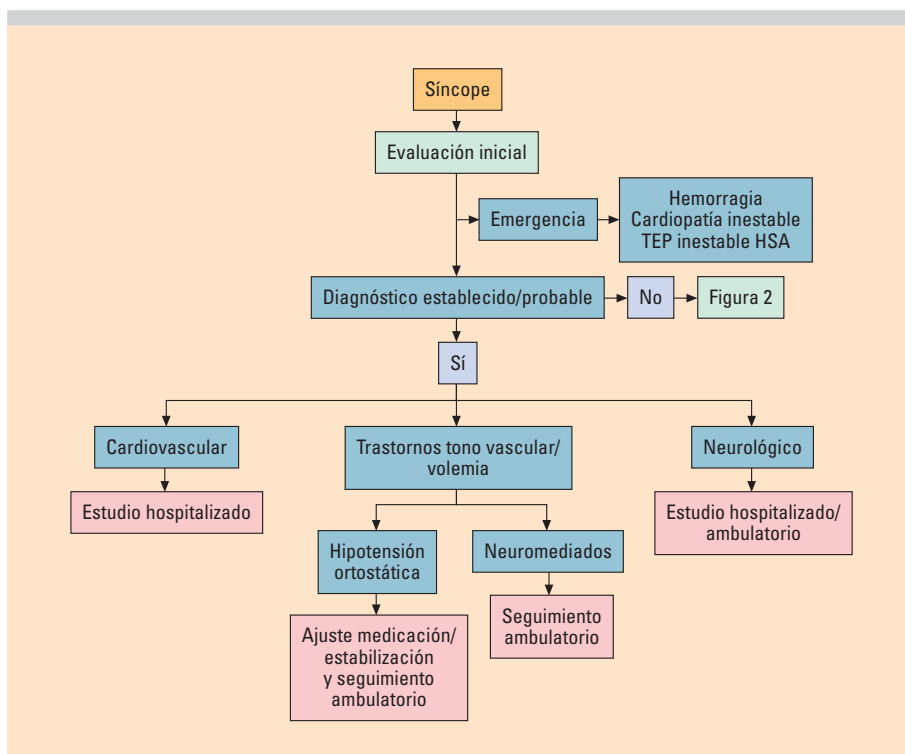 Síncope
Evaluación inicial
Emergencia
Hemorragia
Cardiopatía inestable
TEP inestable HSA
Diagnóstico establecido/probable
No
Figura 2
Sí
Cardiovascular
Estudio hospitalizado
Trastornos tono vascular/
volemia
Neurológico
Estudio hospitalizado/
ambulatorio
Hipotensión
ortostática
Neuromediados
Ajuste medicación/
estabilización
y seguimiento
ambulatorio
Seguimiento
ambulatorio